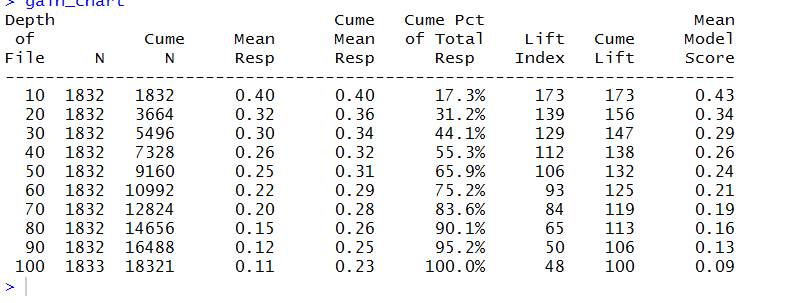 > gain_chart
Depth                            Cume   Cume Pct                     Mean
 of           Cume     Mean      Mean   of Total    Lift   Cume     Model
File     N      N      Resp      Resp     Resp     Index   Lift     Score
-------------------------------------------------------------------------
  10  1832   1832      0.40      0.40     17.3%      173    173      0.43
  20  1832   3664      0.32      0.36     31.2%      139    156      0.34
  30  1832   5496      0.30      0.34     44.1%      129    147      0.29
  40  1832   7328      0.26      0.32     55.3%      112    138      0.26
  50  1832   9160      0.25      0.31     65.9%      106    132      0.24
  60  1832  10992      0.22      0.29     75.2%       93    125      0.21
  70  1832  12824      0.20      0.28     83.6%       84    119      0.19
  80  1832  14656      0.15      0.26     90.1%       65    113      0.16
  90  1832  16488      0.12      0.25     95.2%       50    106      0.13
 100  1833  18321      0.11      0.23    100.0%       48    100      0.09
>